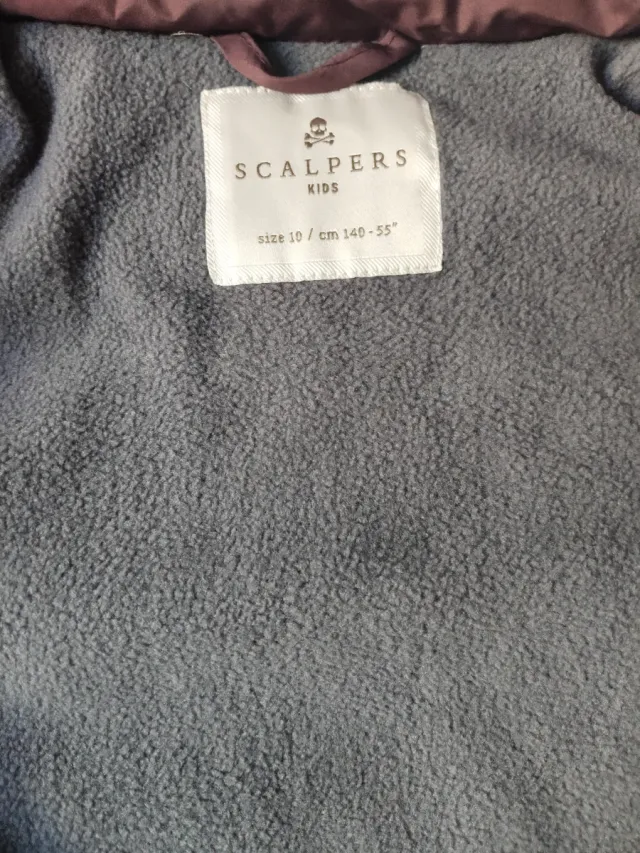 SCALPERS
KIDS
size 10 / cm 140 - 55"